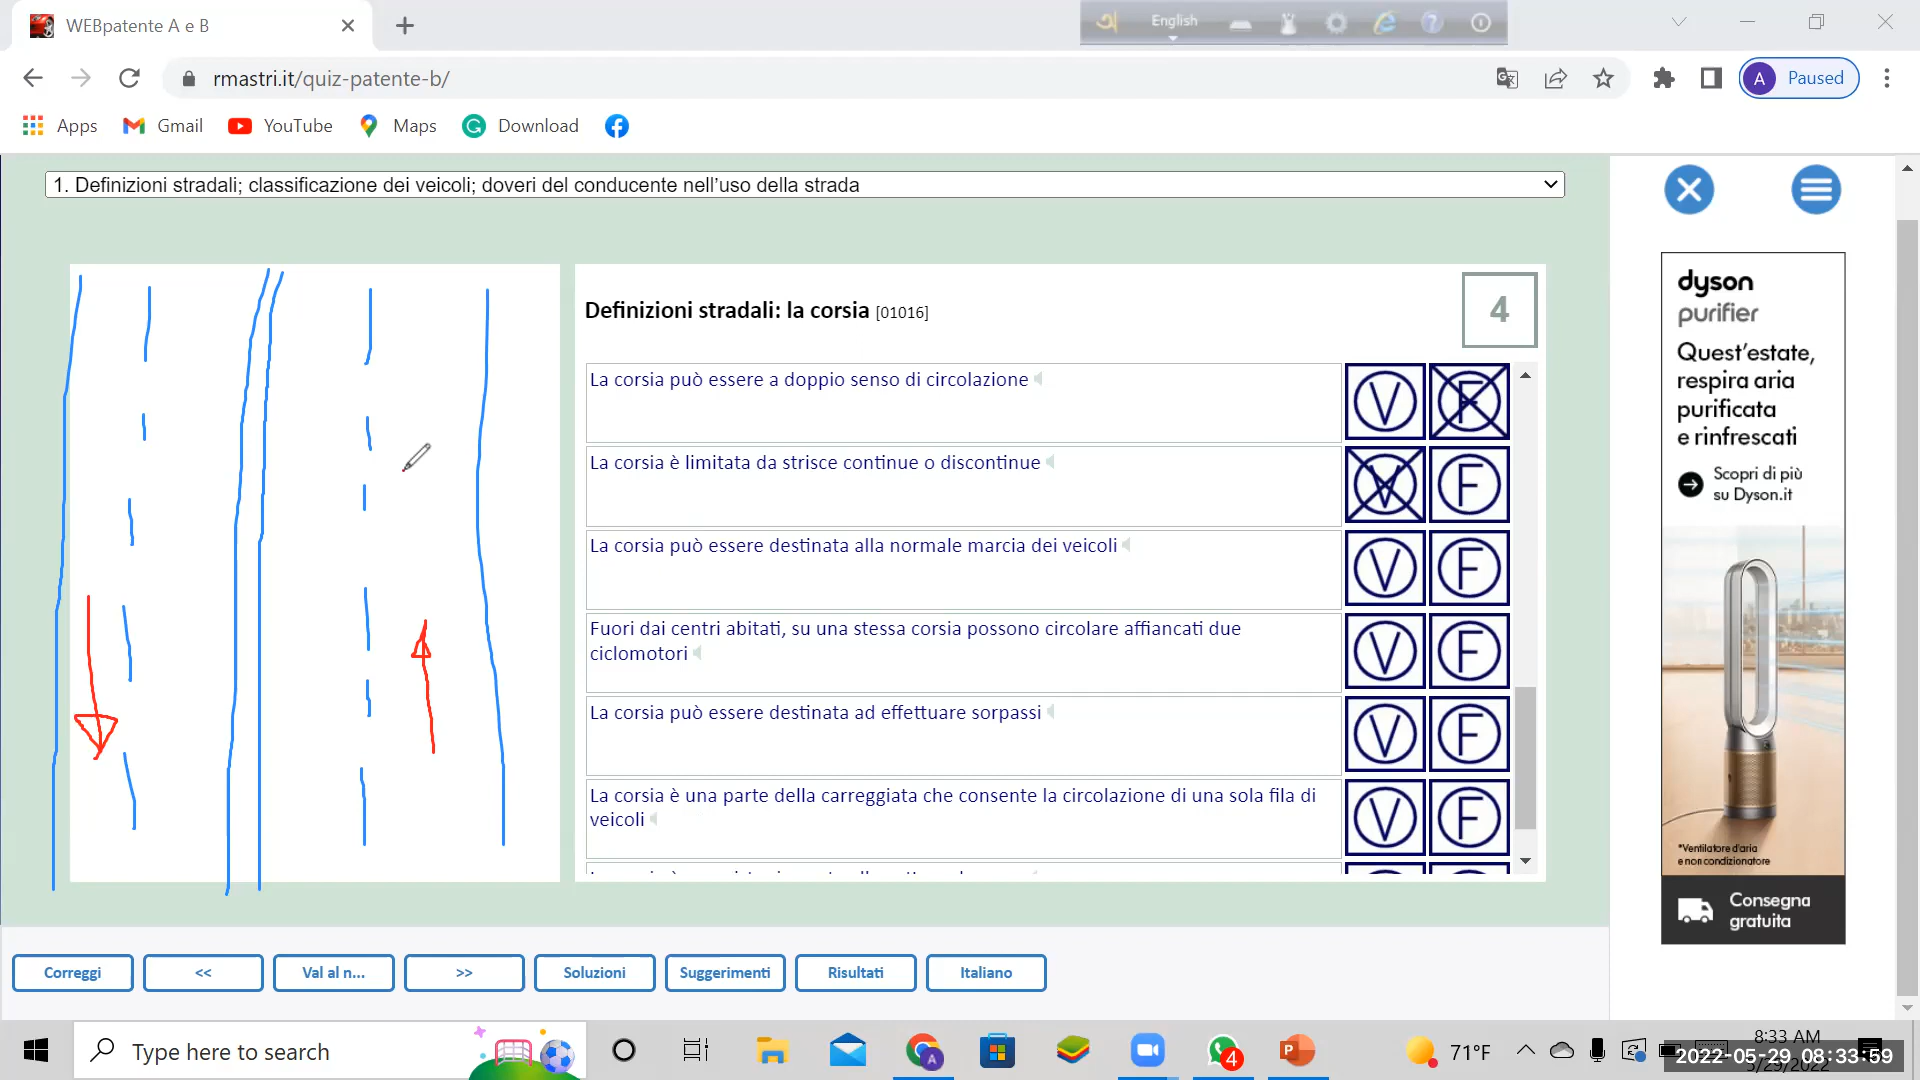 WEBpatente A e B
English
rmastri.it/quiz-patente-b/
A
Paused
Apps
Gmail
YouTube
Maps
Download
1. Definizioni stradali; classificazione dei veicoli; doveri del conducente nell'uso della strada
Definizioni stradali: la corsia [01016]
4
La corsia può essere a doppio senso di circolazione
V F
La corsia è limitata da strisce continue o discontinue
V F
La corsia può essere destinata alla normale marcia dei veicoli
V F
Fuori dai centri abitati, su una stessa corsia possono circolare affiancati due
ciclomotori
V F
La corsia può essere destinata ad effettuare sorpassi
V F
La corsia è una parte della carreggiata che consente la circolazione di una sola fila di
veicoli
V F
dyson
purifier
Quest'estate,
respira aria
purificata
e rinfrescati
Scopri di più
su Dyson.it
*Ventilatore d'aria
e non condizionatore
Consegna
gratuita
Correggi
<<
Val al n...
>>
Soluzioni
Suggerimenti
Risultati
Italiano
Type here to search
A
4
P
71°F
8:33 AM
2022-05-29 08:33:59